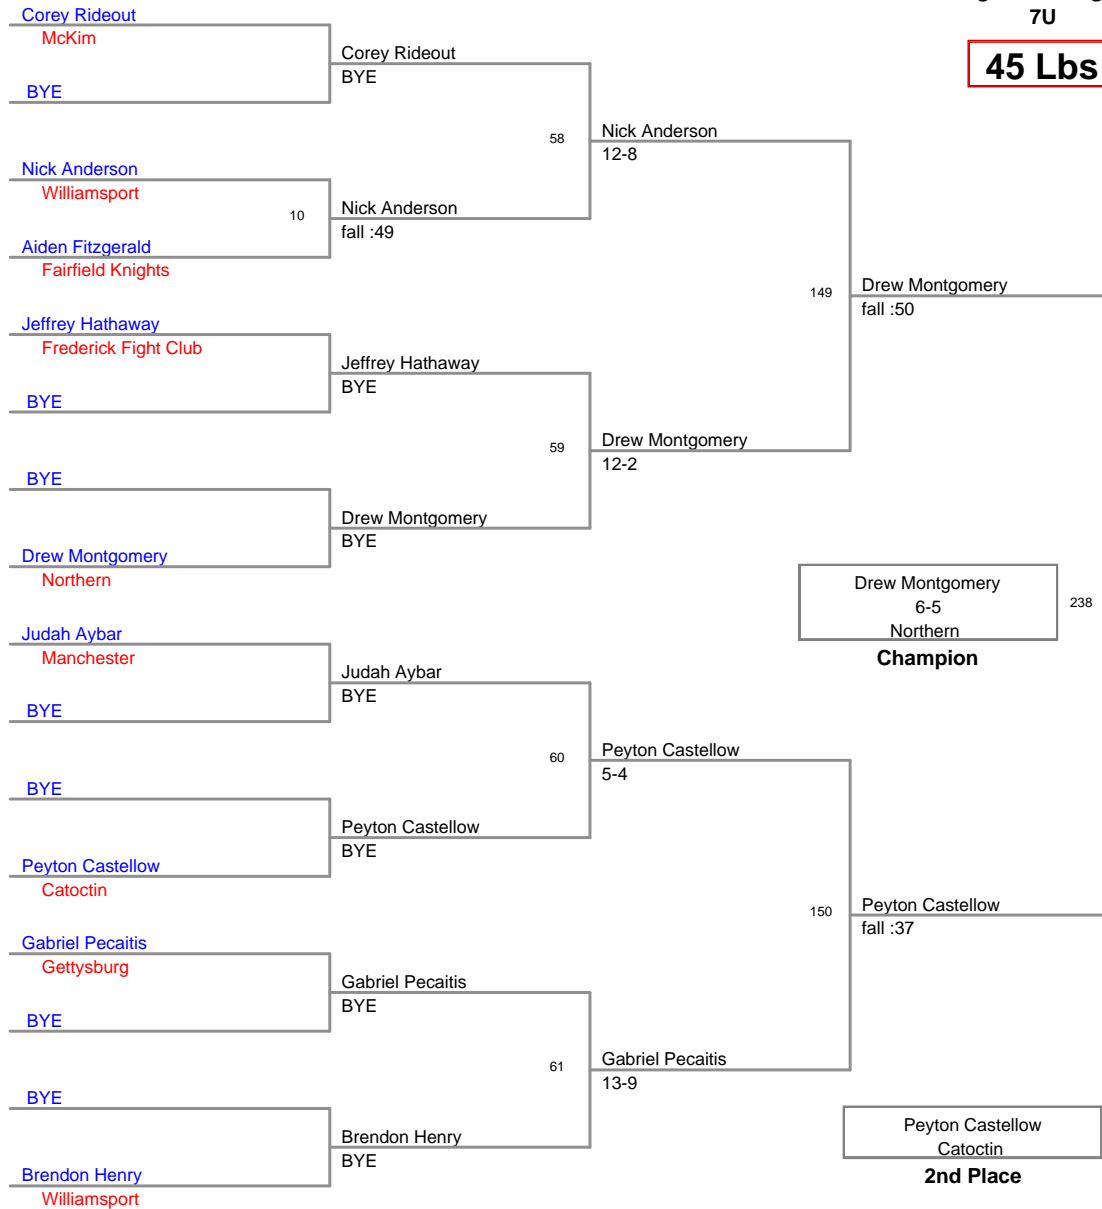 7U
45 Lbs
Corey Rideout
McKim
BYE
Nick Anderson
Williamsport
10
Aiden Fitzgerald
Fairfield Knights
Jeffrey Hathaway
Frederick Fight Club
BYE
BYE
Drew Montgomery
Northern
Judah Aybar
Manchester
BYE
BYE
Peyton Castellow
Catoctin
Gabriel Pecaitis
Gettysburg
BYE
BYE
Brendon Henry
Williamsport
Corey Rideout
BYE
58
Nick Anderson
fall :49
Jeffrey Hathaway
BYE
59
Drew Montgomery
BYE
Judah Aybar
BYE
60
Peyton Castellow
BYE
Gabriel Pecaitis
BYE
61
Brendon Henry
BYE
Nick Anderson
12-8
149
Drew Montgomery
12-2
Peyton Castellow
5-4
150
Gabriel Pecaitis
13-9
Drew Montgomery
fall :50
Drew Montgomery
6-5
Northern
238
Champion
Peyton Castellow
fall :37
Peyton Castellow
Catoctin
2nd Place